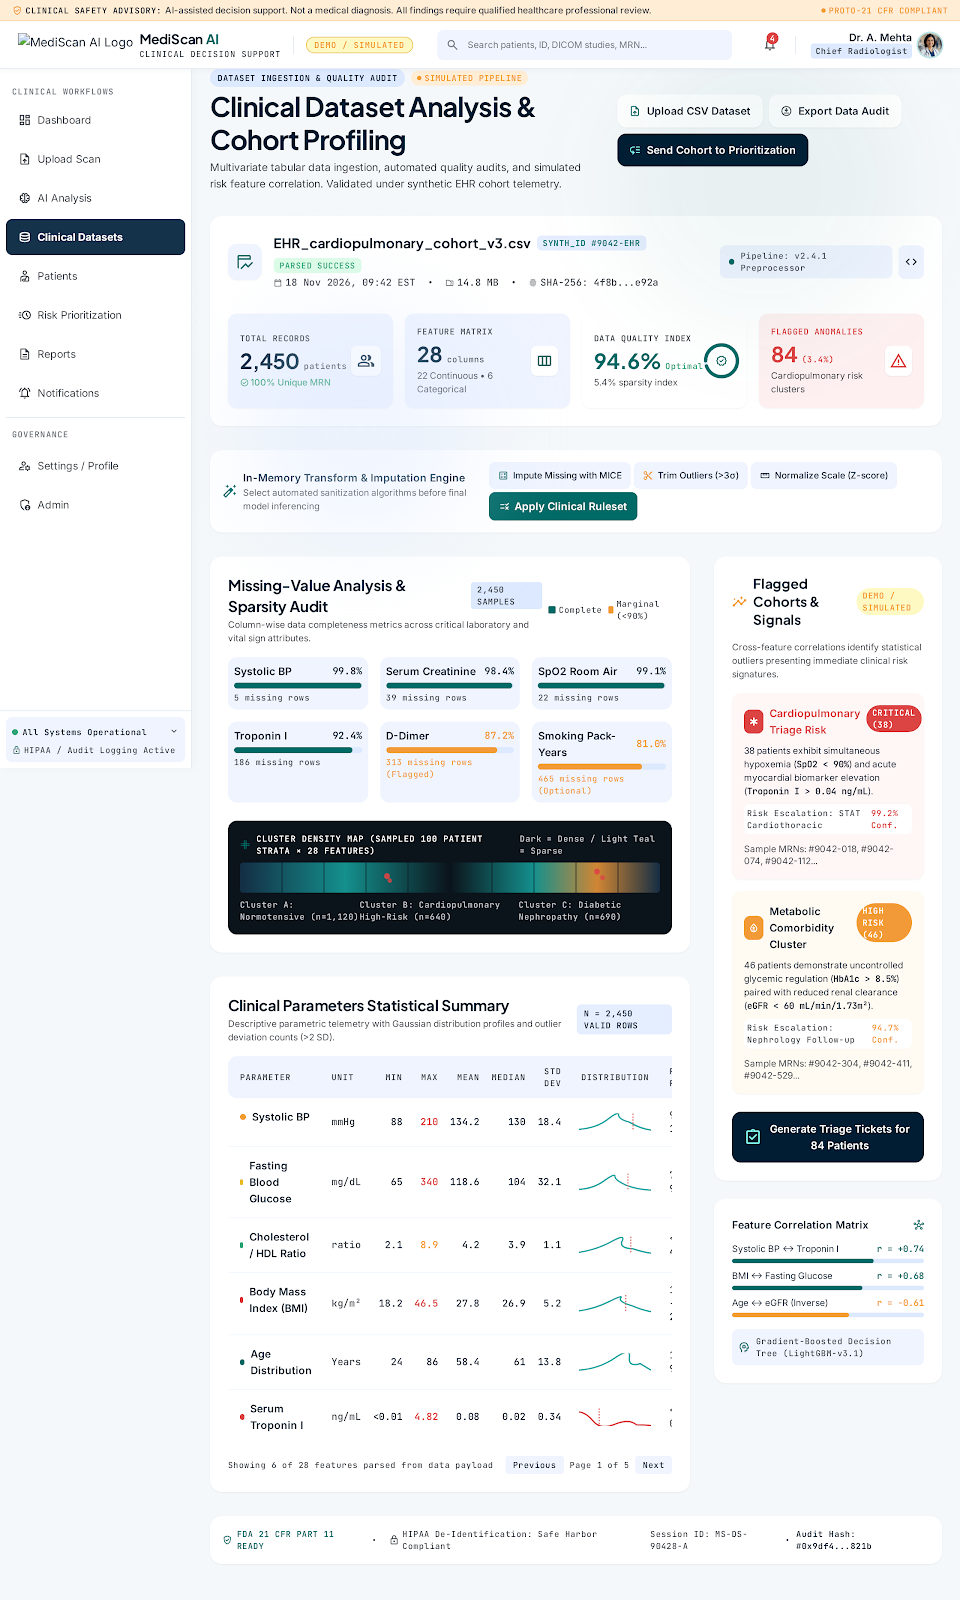 CLINICAL SAFETY ADVISORY: AI-assisted decision support. Not a medical diagnosis. All findings require qualified healthcare professional review.
PROTO-21 CFR COMPLIANT
MediScan AI Logo
MediScan AI
CLINICAL DECISION SUPPORT
DEMO / SIMULATED
Search patients, ID, DICOM studies, MRN...
4
Dr. A. Mehta
Chief Radiologist
CLINICAL WORKFLOWS
Dashboard
Upload Scan
AI Analysis
Clinical Datasets
Patients
Risk Prioritization
Reports
Notifications
GOVERNANCE
Settings / Profile
Admin
All Systems Operational
HIPAA / Audit Logging Active
DATASET INGESTION & QUALITY AUDIT
SIMULATED PIPELINE
Clinical Dataset Analysis &
Cohort Profiling
Multivariate tabular data ingestion, automated quality audits, and simulated
risk feature correlation. Validated under synthetic EHR cohort telemetry.
Upload CSV Dataset
Export Data Audit
Send Cohort to Prioritization
EHR_cardiopulmonary_cohort_v3.csv
SYNTH_ID #9042-EHR
PARSED SUCCESS
18 Nov 2026, 09:42 EST • 14.8 MB • SHA-256: 4f8b...e92a
Pipeline: v2.4.1
Preprocessor
TOTAL RECORDS
2,450 patients
100% Unique MRN
FEATURE MATRIX
28 columns
22 Continuous • 6
Categorical
DATA QUALITY INDEX
94.6% Optimal
5.4% sparsity index
FLAGGED ANOMALIES
84 (3.4%)
Cardiopulmonary risk
clusters
In-Memory Transform & Imputation Engine
Select automated sanitization algorithms before final
model inferencing
Impute Missing with MICE
Trim Outliers (>3σ)
Normalize Scale (Z-score)
Apply Clinical Ruleset
Missing-Value Analysis &
Sparsity Audit
Column-wise data completeness metrics across critical laboratory and
vital sign attributes.
2,450
SAMPLES
Complete
Marginal
(<90%)
Systolic BP 99.8%
5 missing rows
Serum Creatinine 98.4%
39 missing rows
SpO2 Room Air 99.1%
22 missing rows
Troponin I 92.4%
186 missing rows
D-Dimer 87.2%
313 missing rows
(Flagged)
Smoking Pack-
Years
81.0%
465 missing rows
(Optional)
CLUSTER DENSITY MAP (SAMPLED 100 PATIENT
STRATA × 28 FEATURES)
Dark = Dense / Light Teal
= Sparse
Cluster A:
Normotensive (n=1,120)
Cluster B: Cardiopulmonary
High-Risk (n=640)
Cluster C: Diabetic
Nephropathy (n=690)
Clinical Parameters Statistical Summary
Descriptive parametric telemetry with Gaussian distribution profiles and outlier
deviation counts (>2 SD).
N = 2,450
VALID ROWS
PARAMETER UNIT MIN MAX MEAN MEDIAN STD DEV DISTRIBUTION
Systolic BP mmHg 88 210 134.2 130 18.4
Fasting Blood Glucose mg/dL 65 340 118.6 104 32.1
Cholesterol / HDL Ratio ratio 2.1 8.9 4.2 3.9 1.1
Body Mass Index (BMI) kg/m² 18.2 46.5 27.8 26.9 5.2
Age Distribution Years 24 86 58.4 61 13.8
Serum Troponin I ng/mL <0.01 4.82 0.08 0.02 0.34
Showing 6 of 28 features parsed from data payload
Previous
Page 1 of 5
Next
Flagged
Cohorts &
Signals
DEMO /
SIMULATED
Cross-feature correlations identify statistical
outliers presenting immediate clinical risk
signatures.
Cardiopulmonary
Triage Risk
CRITICAL
(38)
38 patients exhibit simultaneous
hypoxemia (SpO2 < 90%) and acute
myocardial biomarker elevation
(Troponin I > 0.04 ng/mL).
Risk Escalation: STAT
Cardiothoracic
99.2%
Conf.
Sample MRNs: #9042-018, #9042-
074, #9042-112...
Metabolic
Comorbidity
Cluster
HIGH
RISK
(46)
46 patients demonstrate uncontrolled
glycemic regulation (HbA1c > 8.5%)
paired with reduced renal clearance
(eGFR < 60 mL/min/1.73m²).
Risk Escalation:
Nephrology Follow-up
94.7%
Conf.
Sample MRNs: #9042-304, #9042-411,
#9042-529...
Generate Triage Tickets for
84 Patients
Feature Correlation Matrix
Systolic BP ↔ Troponin I r = +0.74
BMI ↔ Fasting Glucose r = +0.68
Age ↔ eGFR (Inverse) r = -0.61
Gradient-Boosted Decision
Tree (LightGBM-v3.1)
FDA 21 CFR PART 11
READY
•
HIPAA De-Identification: Safe Harbor
Compliant
Session ID: MS-DS-
90428-A
•
Audit Hash:
#0x9df4...821b